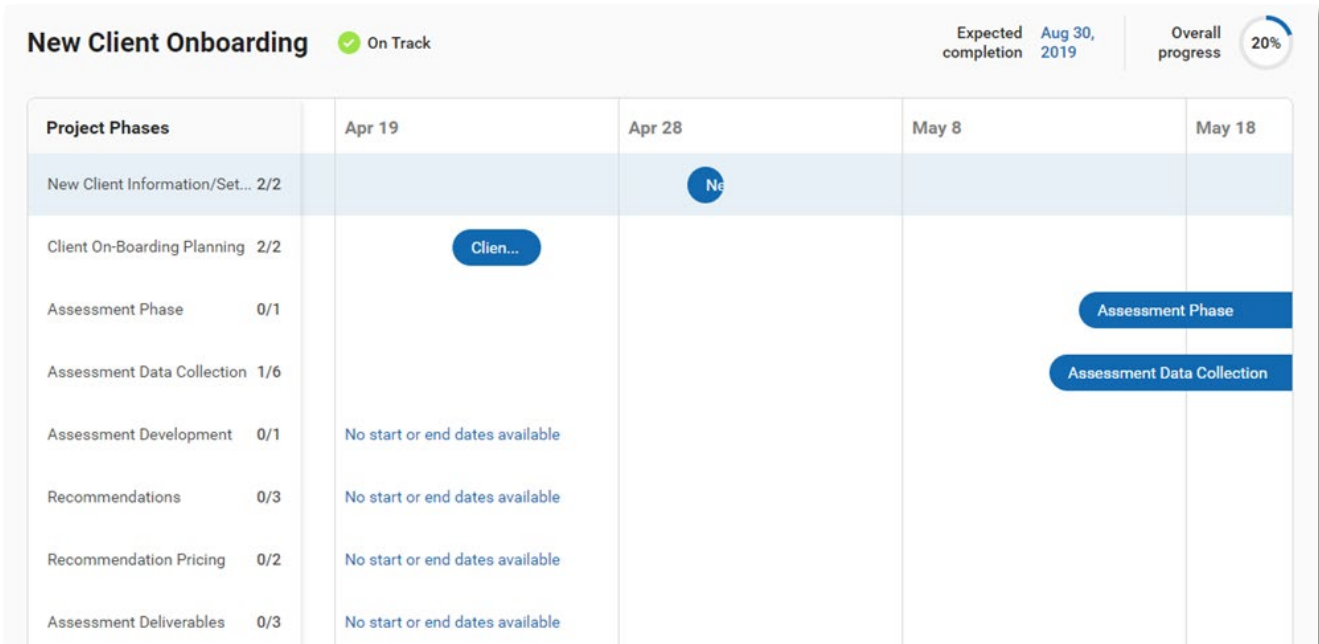 New Client Onboarding On Track
Expected completion Aug 30, 2019
Overall progress 20%
Project Phases Apr 19 Apr 28 May 8 May 18
New Client Information/Set... 2/2 Ne
Client On-Boarding Planning 2/2 Clien...
Assessment Phase 0/1 Assessment Phase
Assessment Data Collection 1/6 Assessment Data Collection
Assessment Development 0/1 No start or end dates available
Recommendations 0/3 No start or end dates available
Recommendation Pricing 0/2 No start or end dates available
Assessment Deliverables 0/3 No start or end dates available